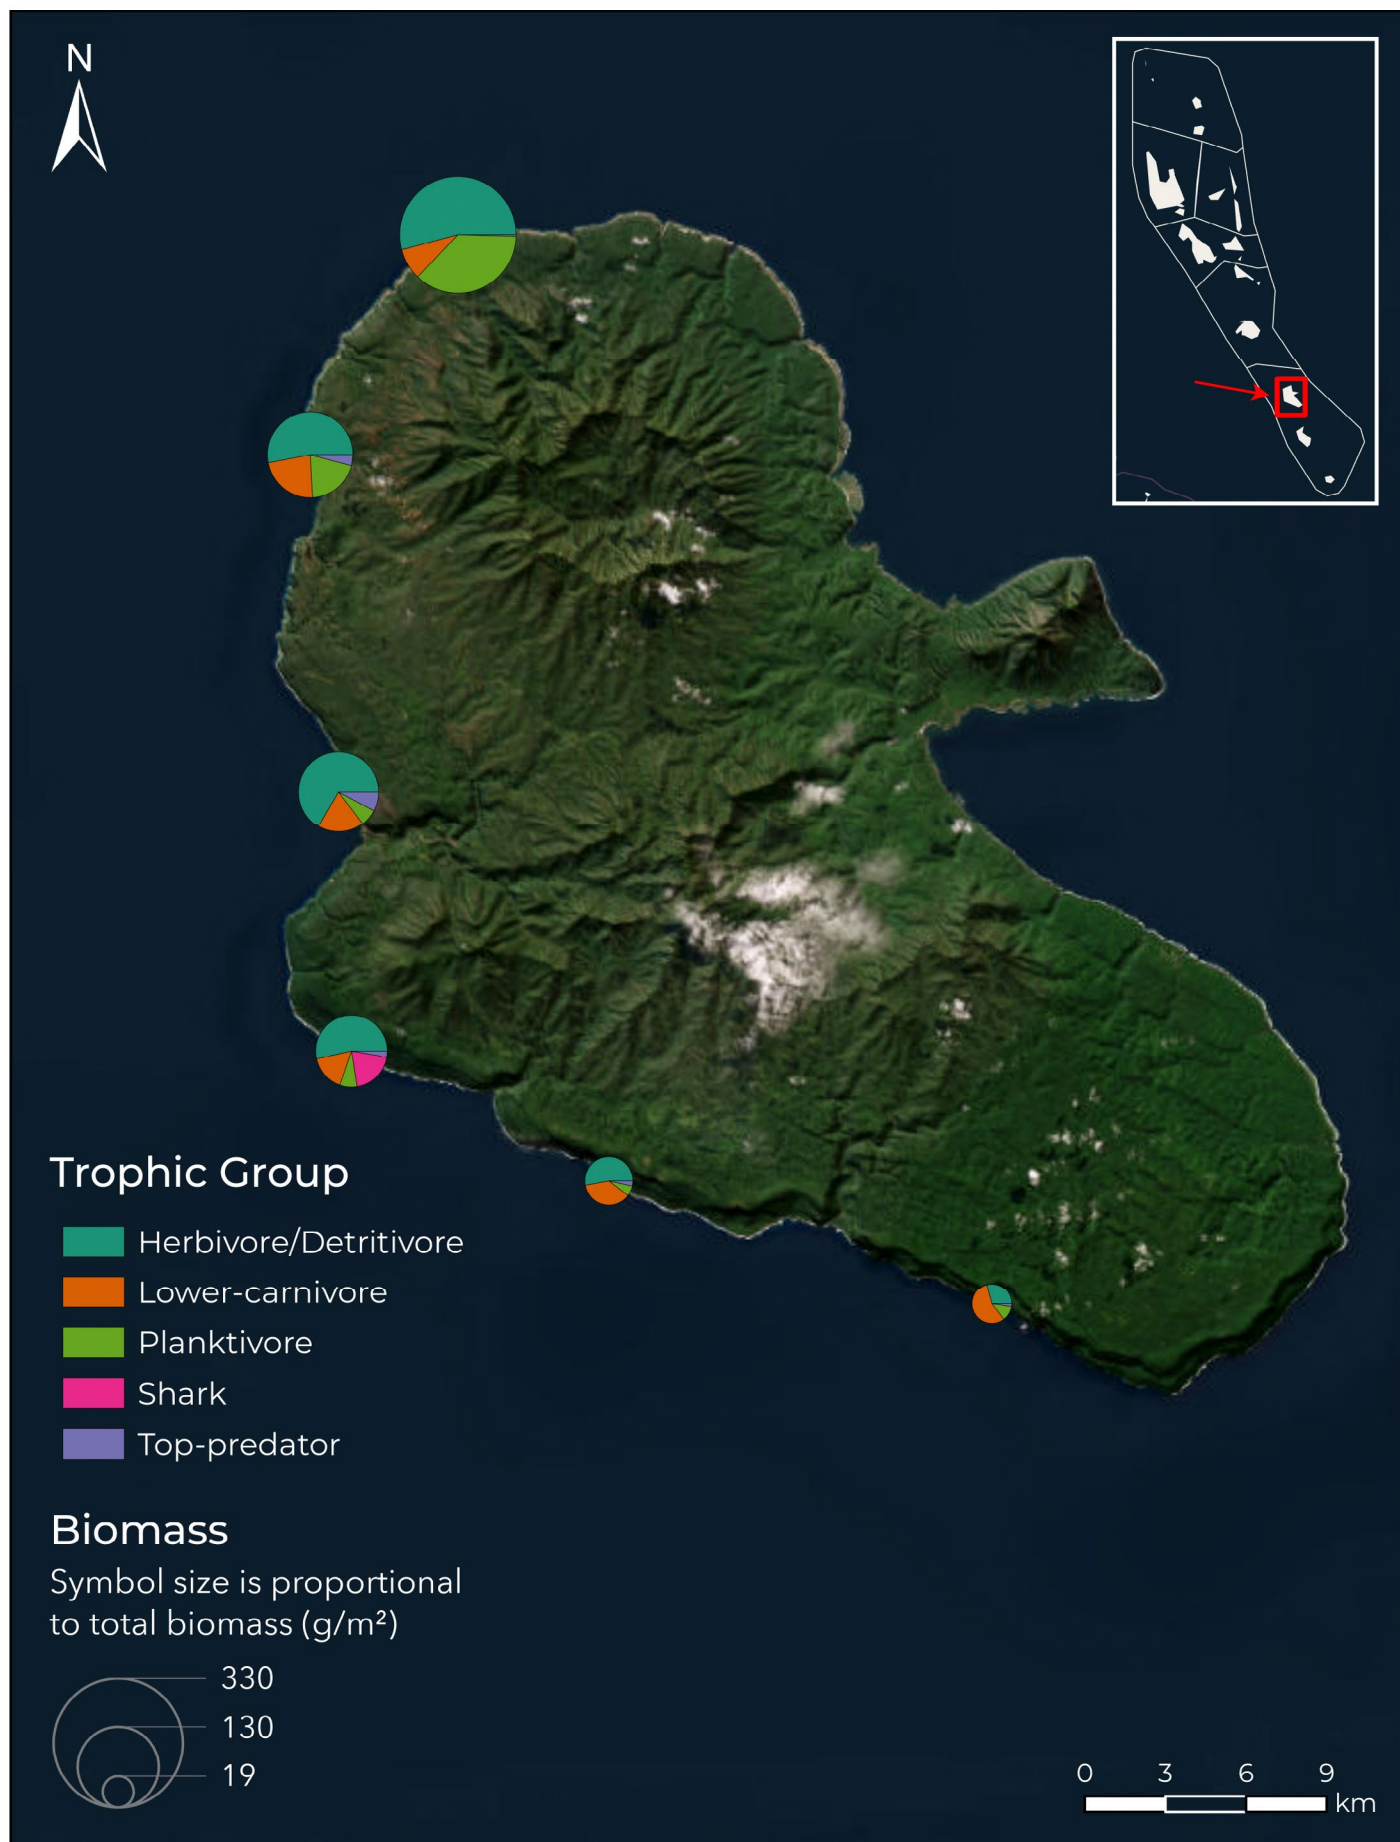 N
Trophic Group
Herbivore/Detritivore
Lower-carnivore
Planktivore
Shark
Top-predator
Biomass
Symbol size is proportional
to total biomass (g/m²)
330
130
19
0 3 6 9
km